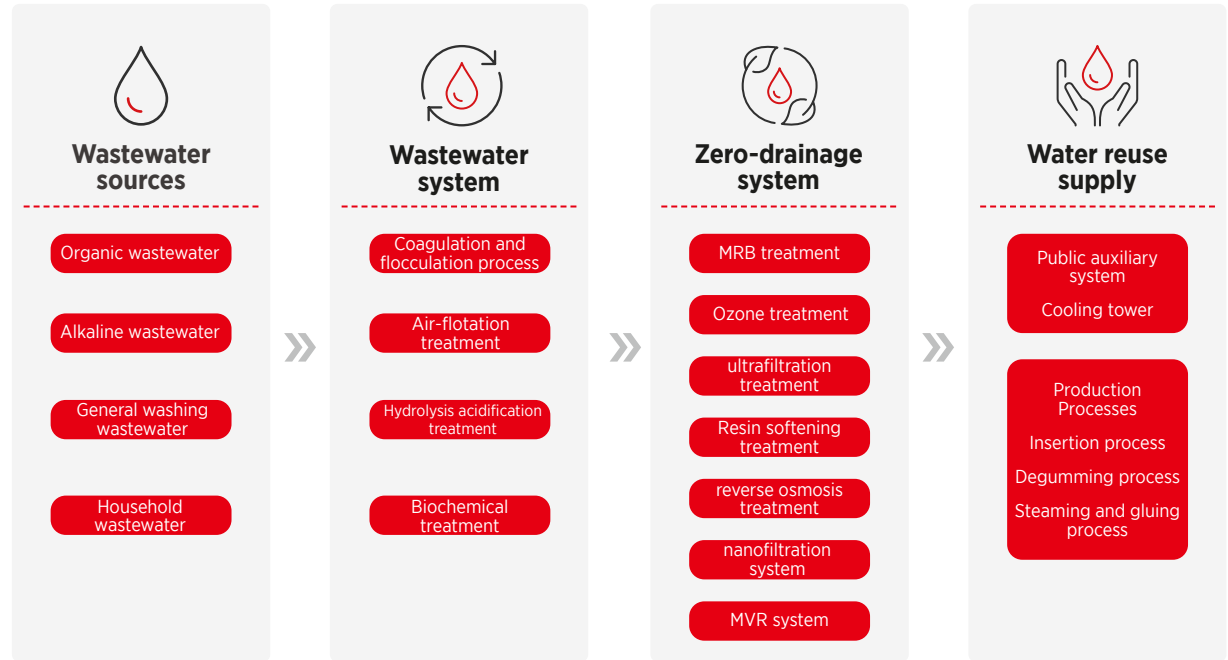 Wastewater
sources
Organic wastewater
Alkaline wastewater
General washing
wastewater
Household
wastewater
Wastewater
system
Coagulation and
flocculation process
Air-flotation
treatment
Hydrolysis acidification
treatment
Biochemical
treatment
Zero-drainage
system
MRB treatment
Ozone treatment
ultrafiltration
treatment
Resin softening
treatment
reverse osmosis
treatment
nanofiltration
system
MVR system
Water reuse
supply
Public auxiliary
system
Cooling tower
Production
Processes
Insertion process
Degumming process
Steaming and gluing
process